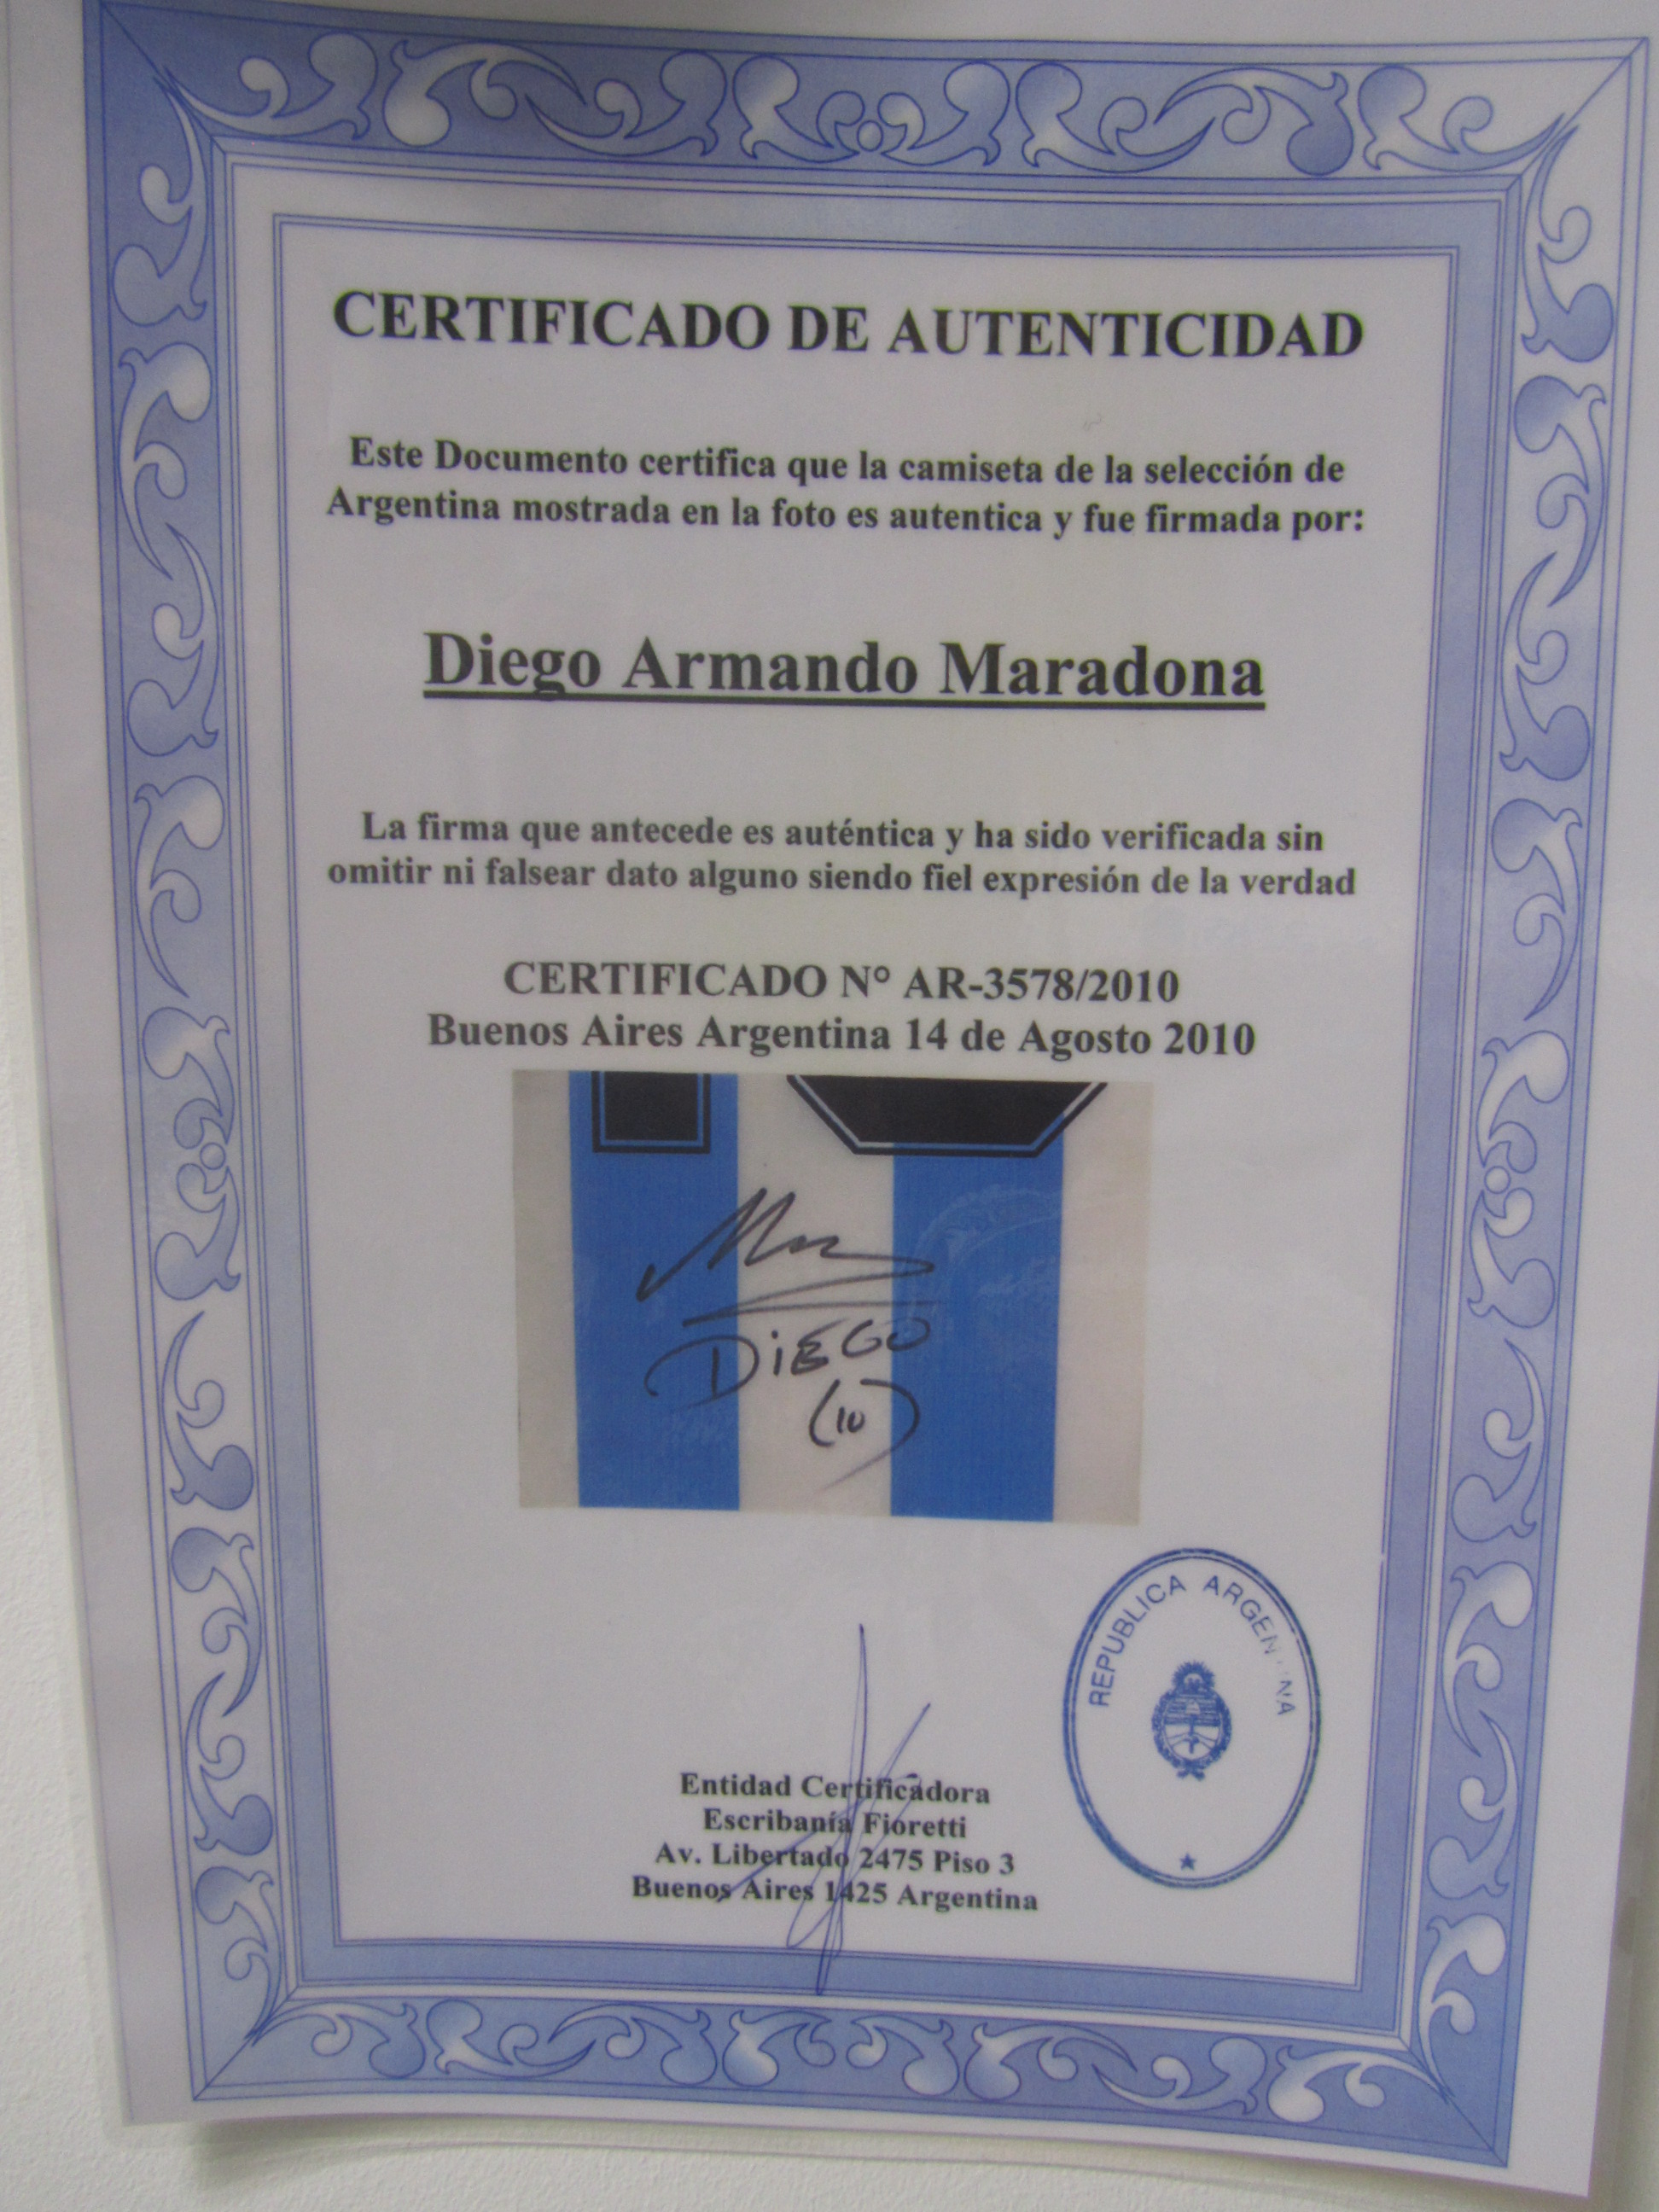 CERTIFICADO DE AUTENTICIDAD
Este Documento certifica que la camiseta de la selección de
Argentina mostrada en la foto es autentica y fue firmada por:
Diego Armando Maradona
La firma que antecede es auténtica y ha sido verificada sin
omitir ni falsear dato alguno siendo fiel expresión de la verdad
CERTIFICADO N° AR-3578/2010
Buenos Aires Argentina 14 de Agosto 2010
DiEGO
(10)
REPUBLICA ARGENTINA
Entidad Certificadora
Escribanía Fioretti
Av. Libertado 2475 Piso 3
Buenos Aires 1425 Argentina